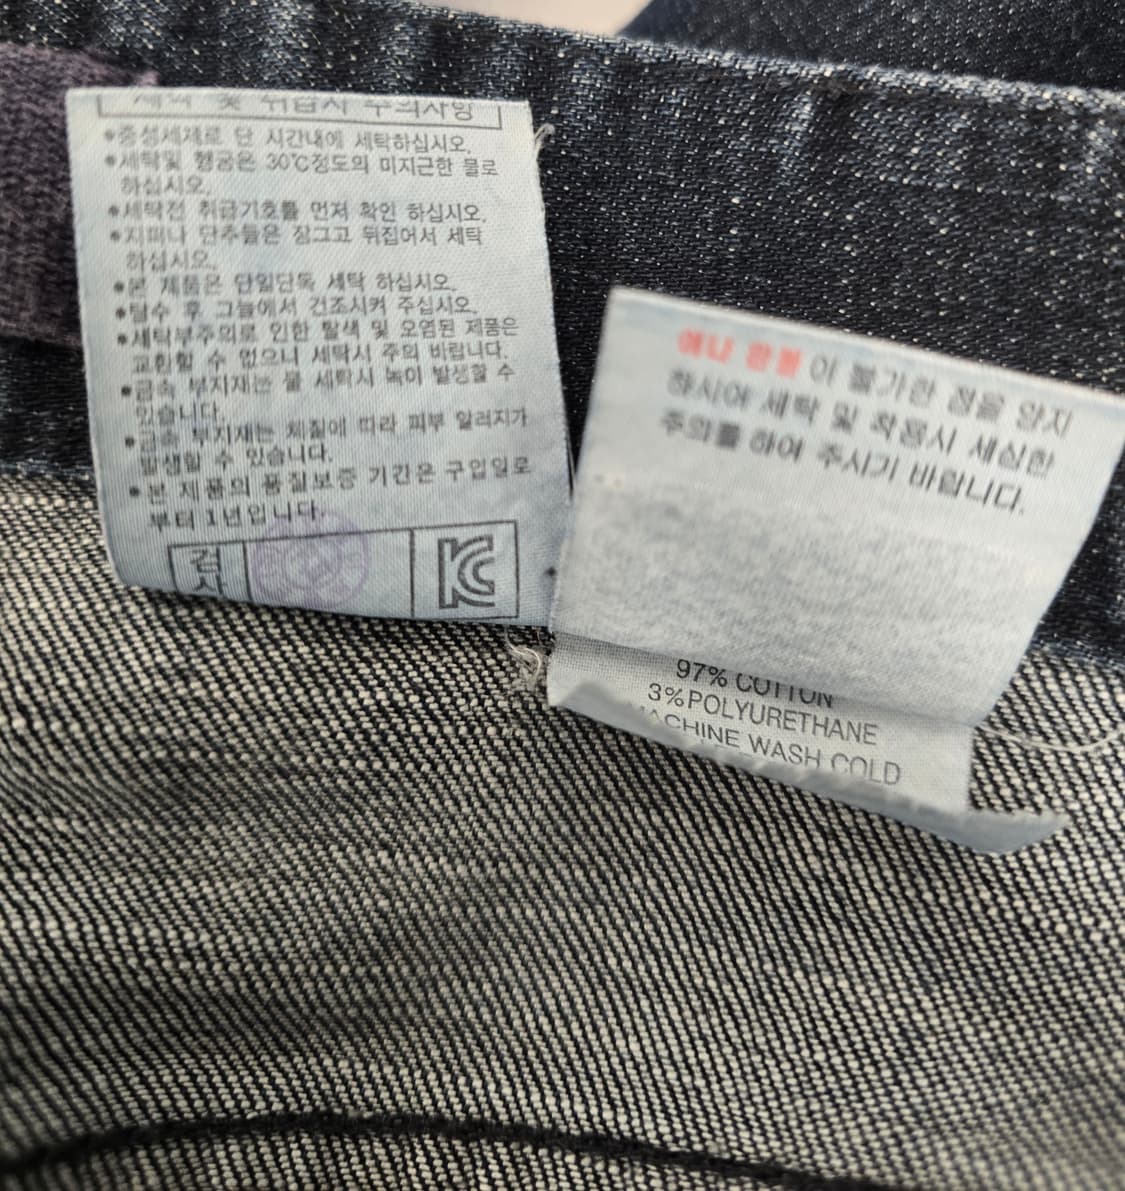 세탁 및 취급시 주의사항
●중성세제로 단 시간내에 세탁하십시오.
●세탁및 헹굼은 30℃정도의 미지근한 물로
하십시오.
●세탁전 취급기호를 먼저 확인 하십시오.
●지퍼나 단추들은 잠그고 뒤집어서 세탁
하십시오.
●본 제품은 단일단독 세탁 하십시오.
●탈수 후 그늘에서 건조시켜 주십시오.
●세탁부주의로 인한 탈색 및 오염된 제품은
교환할 수 없으니 세탁시 주의 바랍니다.
●금속 부자재는 물 세탁시 녹이 발생할 수
있습니다.
●금속 부자재는 체질에 따라 피부 알러지가
발생할 수 있습니다.
●본 제품의 품질보증 기간은 구입일로
부터 1년입니다.
검사
KC
이 불가한 점을 양지
하시어 세탁 및 착용시 세심한
주의를 하여 주시기 바랍니다.
97% COTTON
3%POLYURETHANE
MACHINE WASH COLD